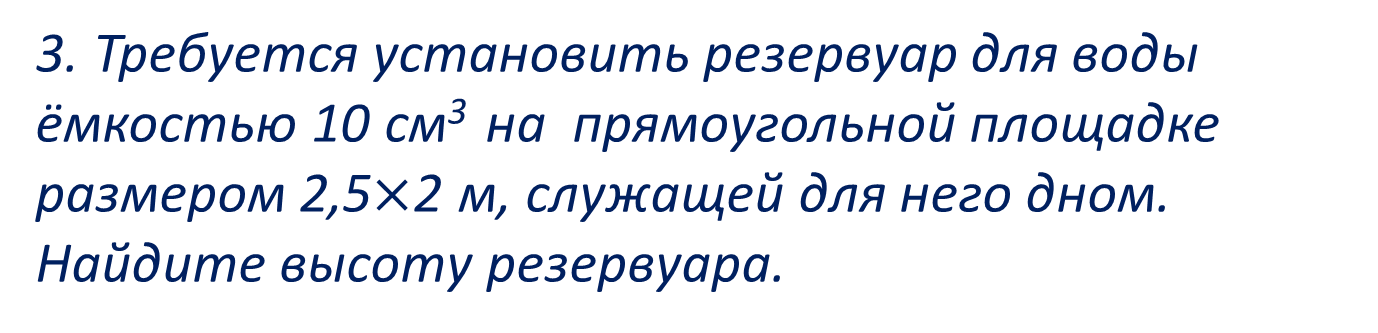 3. Требуется установить резервуар для воды
ёмкостью 10 см³ на прямоугольной площадке
размером 2,5×2 м, служащей для него дном.
Найдите высоту резервуара.